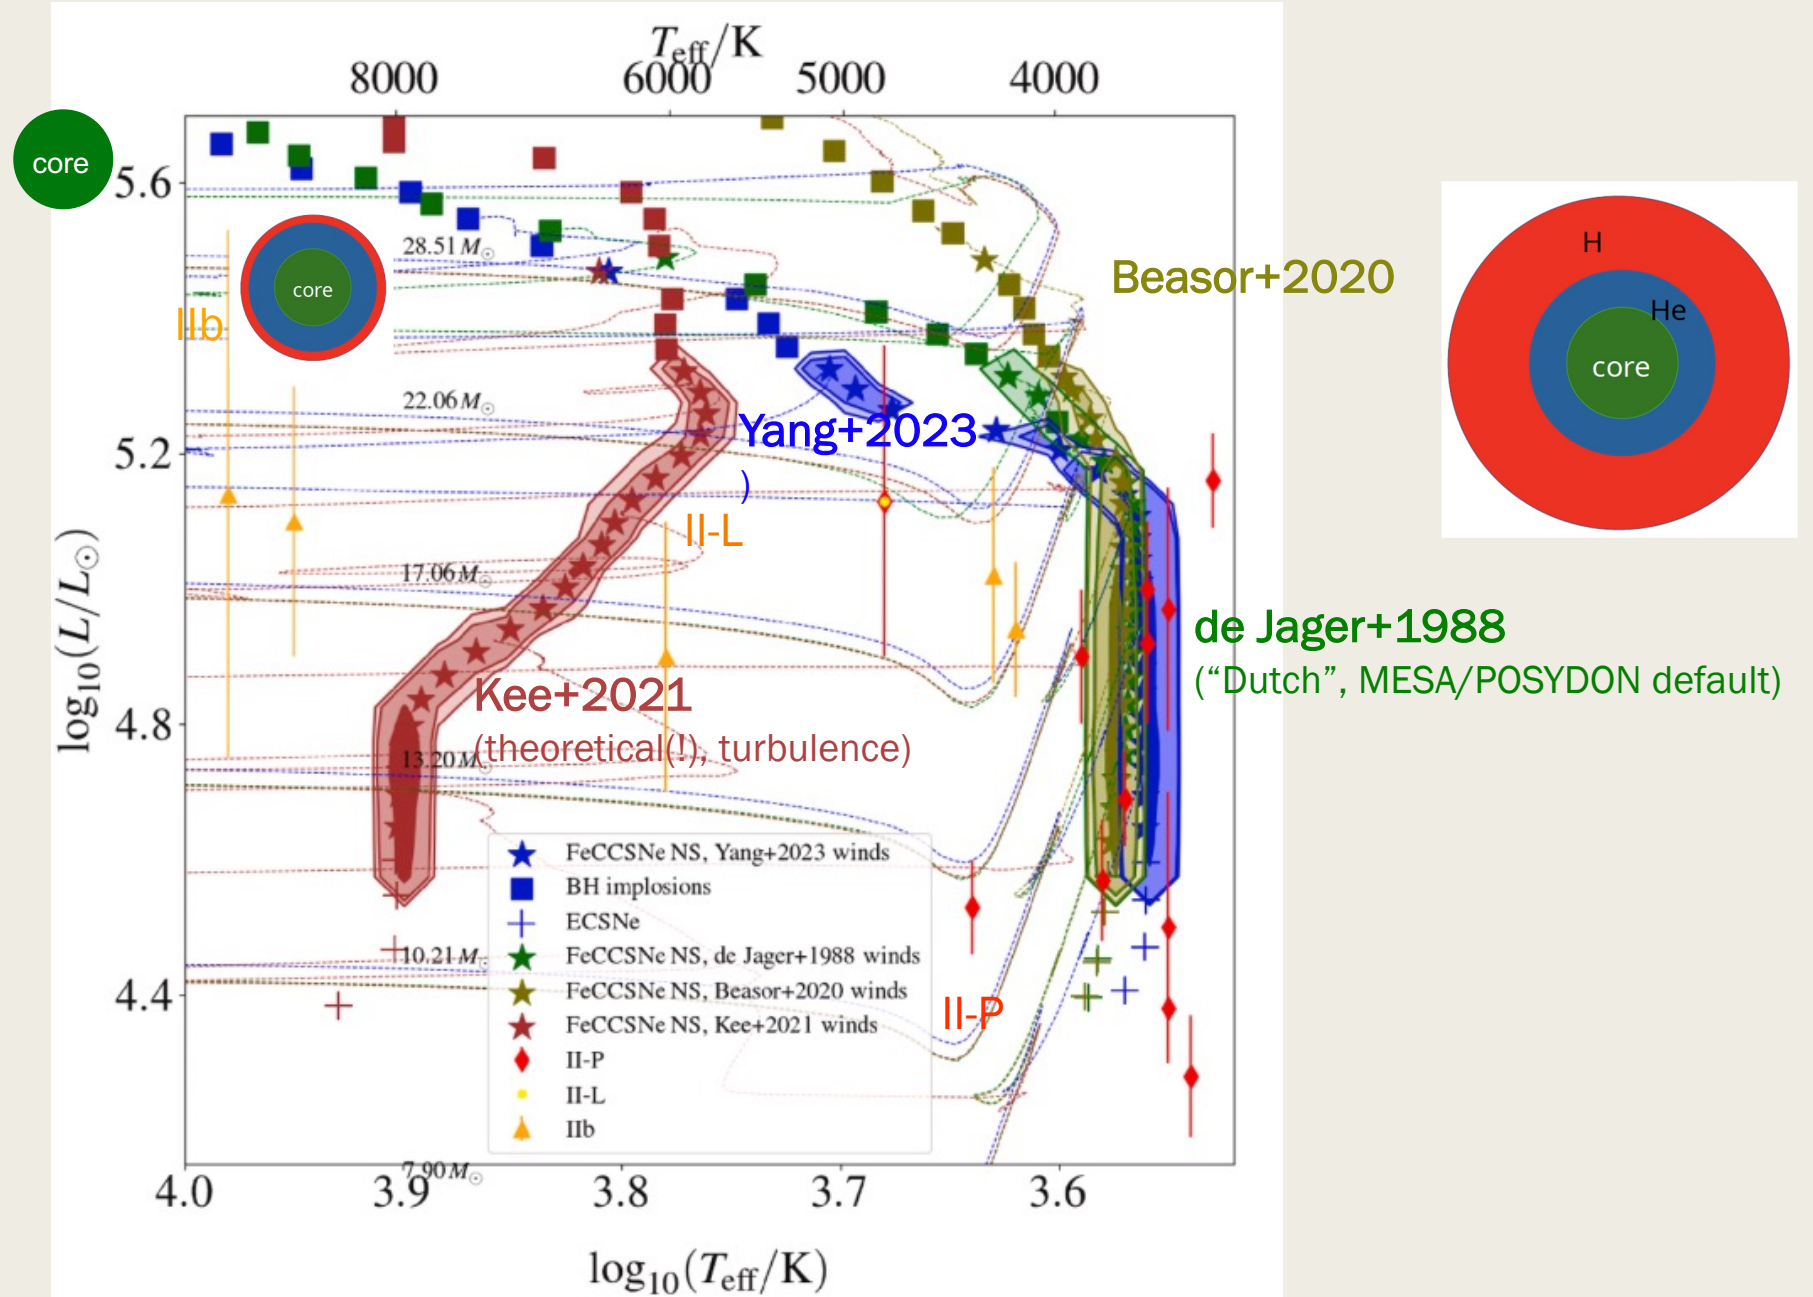 T_eff/K
8000 6000 5000 4000
core
5.6
28.51 M⊙
core
IIb
Beasor+2020
H
He
core
22.06 M⊙
Yang+2023
)
5.2
II-L
log₁₀(L/L⊙)
17.06 M⊙
de Jager+1988
(“Dutch”, MESA/POSYDON default)
Kee+2021
(theoretical(!), turbulence)
4.8
13.20 M⊙
FeCCSNe NS, Yang+2023 winds
BH implosions
ECSNe
FeCCSNe NS, de Jager+1988 winds
FeCCSNe NS, Beasor+2020 winds
FeCCSNe NS, Kee+2021 winds
II-P
II-L
IIb
10.21 M⊙
4.4
II-P
7.90 M⊙
4.0 3.9 3.8 3.7 3.6
log₁₀(T_eff/K)